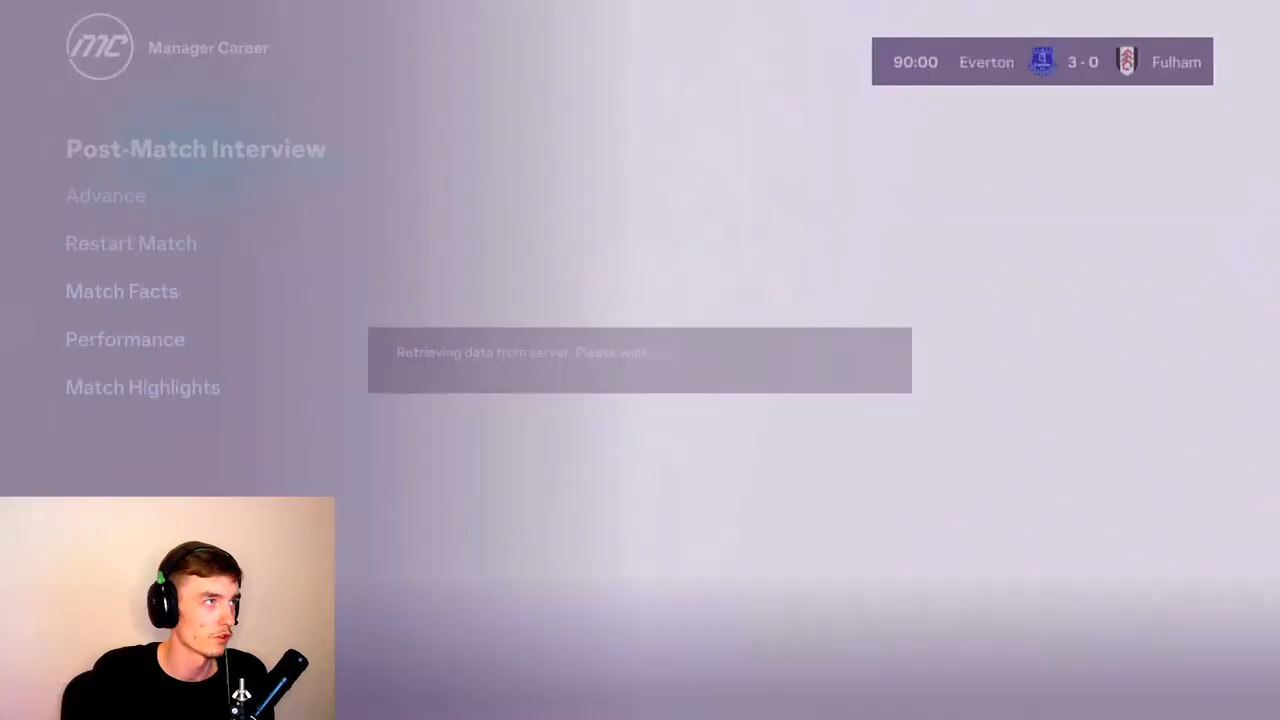 MC Manager Career
90:00 Everton 3 - 0 Fulham
Post-Match Interview
Advance
Restart Match
Match Facts
Performance
Match Highlights
Retrieving data from server. Please wait...